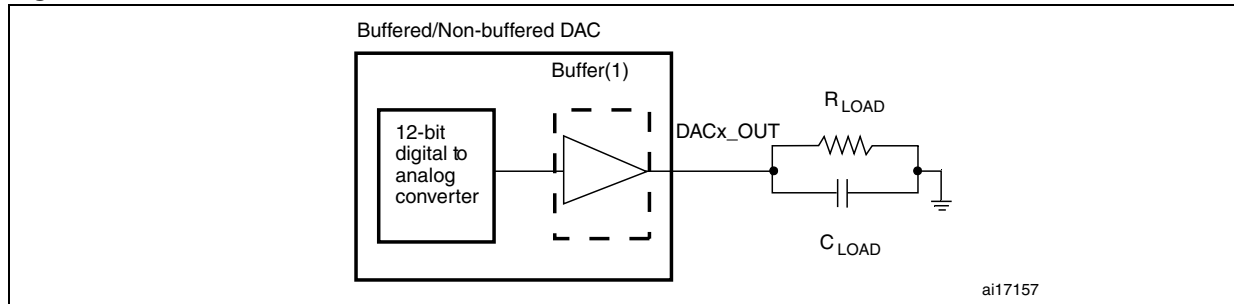 Buffered/Non-buffered DAC
Buffer(1)
12-bit
digital to
analog
converter
DACx_OUT
R LOAD
C LOAD
ai17157